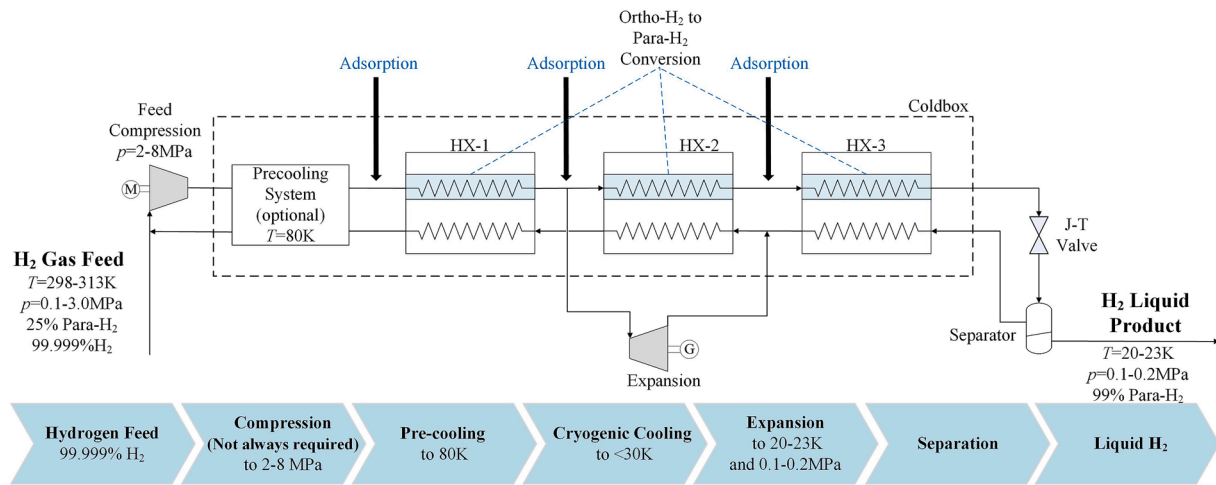 Ortho-H₂ to
Para-H₂
Conversion
Adsorption
Adsorption
Adsorption
Feed
Compression
p=2-8MPa
Coldbox
HX-1
HX-2
HX-3
M
Precooling
System
(optional)
T=80K
J-T
Valve
H₂ Gas Feed
T=298-313K
p=0.1-3.0MPa
25% Para-H₂
99.999%H₂
G
Expansion
Separator
H₂ Liquid
Product
T=20-23K
p=0.1-0.2MPa
99% Para-H₂
Hydrogen Feed
99.999% H₂
Compression
(Not always required)
to 2-8 MPa
Pre-cooling
to 80K
Cryogenic Cooling
to <30K
Expansion
to 20-23K
and 0.1-0.2MPa
Separation
Liquid H₂